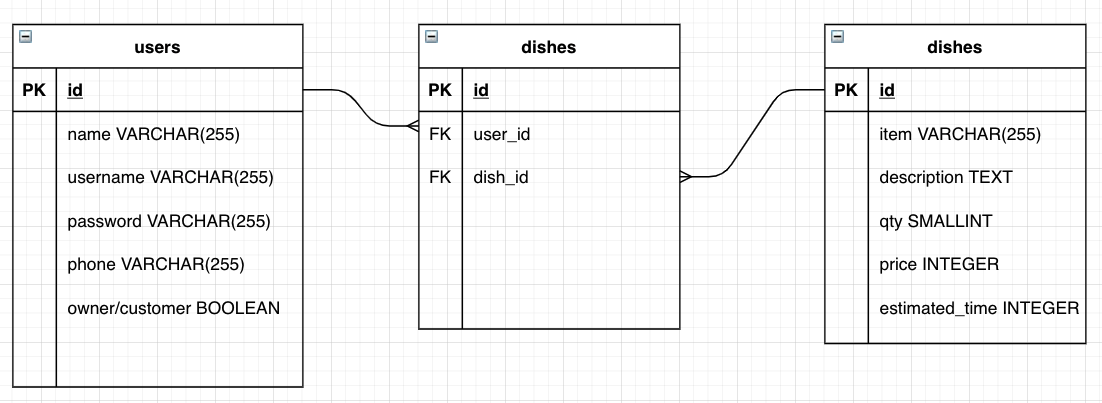 users
PK id
name VARCHAR(255)
username VARCHAR(255)
password VARCHAR(255)
phone VARCHAR(255)
owner/customer BOOLEAN
dishes
PK id
FK user_id
FK dish_id
dishes
PK id
item VARCHAR(255)
description TEXT
qty SMALLINT
price INTEGER
estimated_time INTEGER